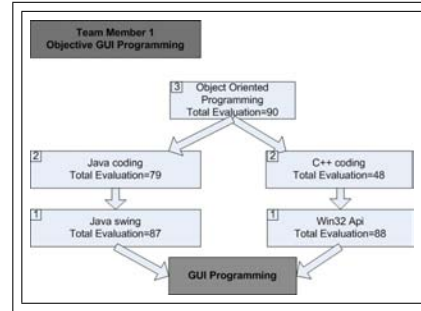 Team Member 1
Objective GUI Programming
3
Object Oriented
Programming
Total Evaluation=90
2
Java coding
Total Evaluation=79
2
C++ coding
Total Evaluation=48
1
Java swing
Total Evaluation=87
1
Win32 Api
Total Evaluation=88
GUI Programming